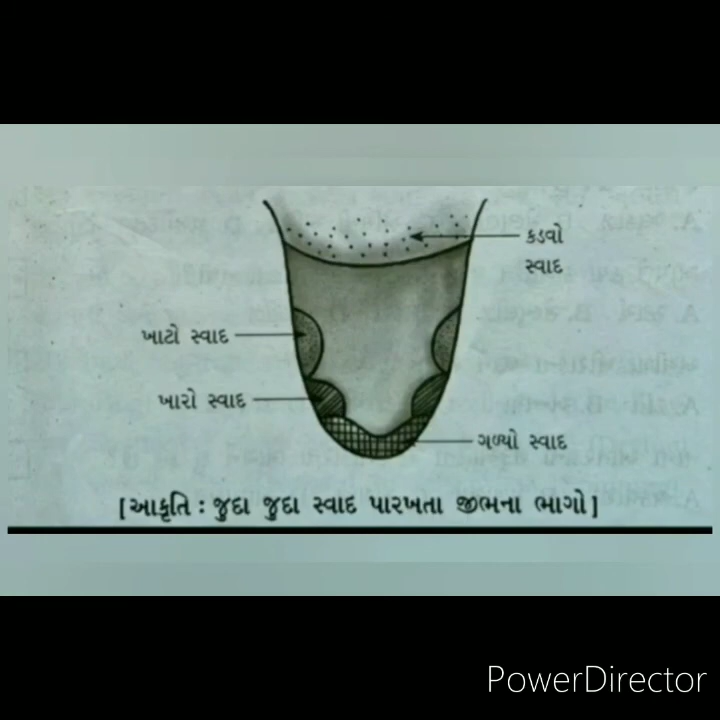 કડવો
સ્વાદ
ખાટો સ્વાદ
ખારો સ્વાદ
ગળ્યો સ્વાદ
[આકૃતિ : જુદા જુદા સ્વાદ પારખતા જીભના ભાગો]
PowerDirector